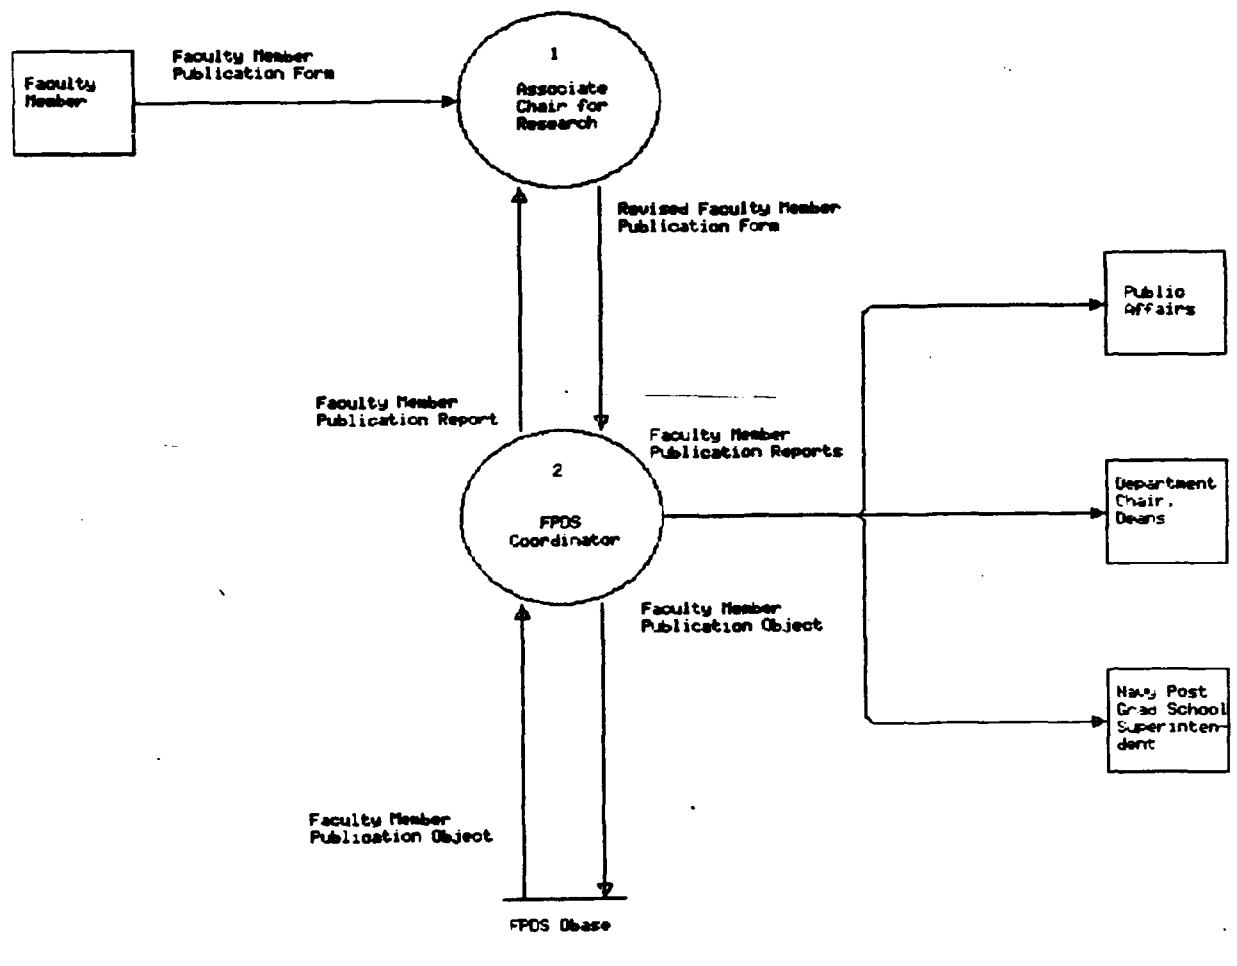 Faculty Member
Publication Form
Faculty
Member
1
Associate
Chair for
Research
Revised Faculty Member
Publication Form
Public
Affairs
Faculty Member
Publication Report
Faculty Member
Publication Reports
2
FPDS
Coordinator
Department
Chair,
Deans
Faculty Member
Publication Object
Navy Post
Grad School
Superinten-
dent
Faculty Member
Publication Object
FPDS Obase